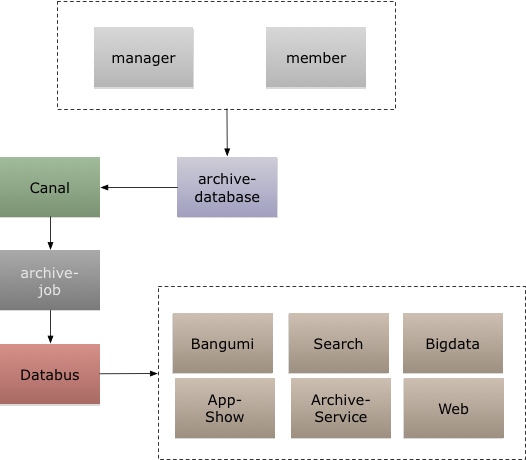 manager
member
archive-
database
Canal
archive-
job
Databus
Bangumi
Search
Bigdata
App-
Show
Archive-
Service
Web